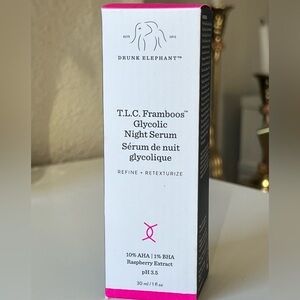 DRUNK ELEPHANT™
T.L.C. Framboos™
Glycolic
Night Serum
Sérum de nuit
glycolique
REFINE + RETEXTURIZE
10% AHA | 1% BHA
Raspberry Extract
pH 3.5
30 ml / 1 fl oz